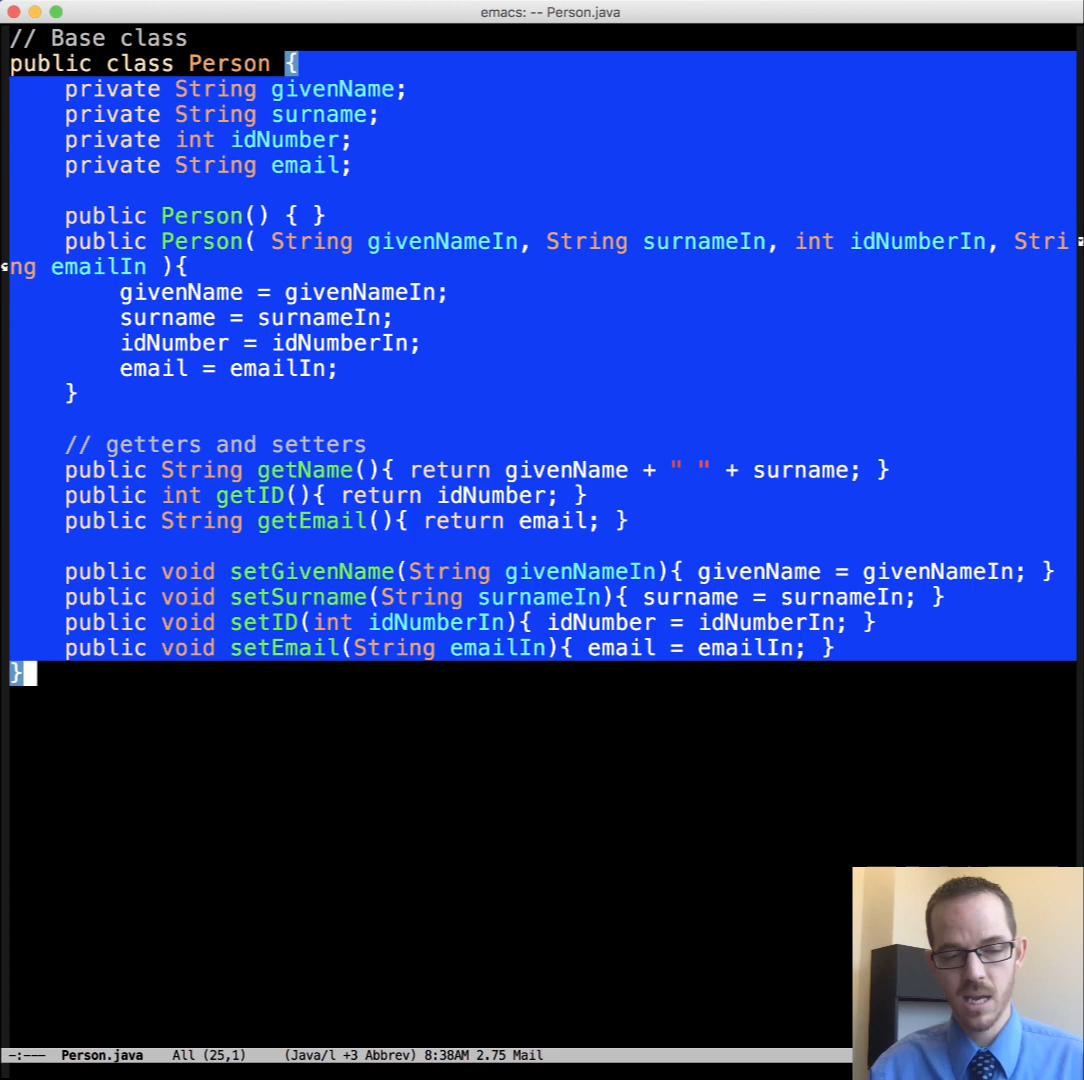 emacs: -- Person.java
// Base class
public class Person {
    private String givenName;
    private String surname;
    private int idNumber;
    private String email;
    public Person() { }
    public Person( String givenNameIn, String surnameIn, int idNumberIn, Stri
ng emailIn ){
        givenName = givenNameIn;
        surname = surnameIn;
        idNumber = idNumberIn;
        email = emailIn;
    }
    // getters and setters
    public String getName(){ return givenName + " " + surname; }
    public int getID(){ return idNumber; }
    public String getEmail(){ return email; }
    public void setGivenName(String givenNameIn){ givenName = givenNameIn; }
    public void setSurname(String surnameIn){ surname = surnameIn; }
    public void setID(int idNumberIn){ idNumber = idNumberIn; }
    public void setEmail(String emailIn){ email = emailIn; }
}
-:--- Person.java All (25,1) (Java/l +3 Abbrev) 8:38AM 2.75 Mail